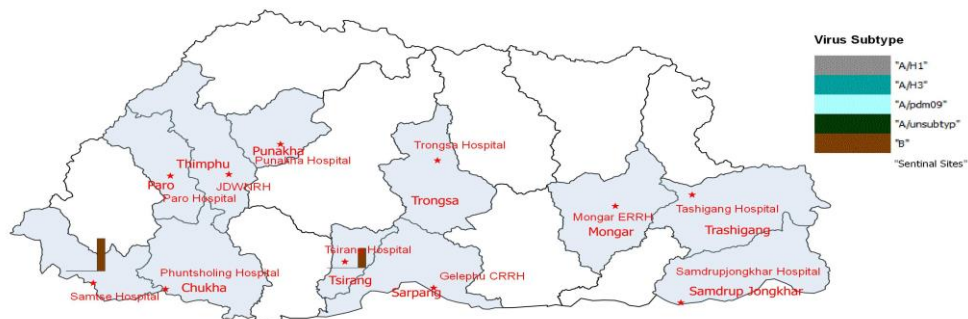 Virus Subtype
"A/H1"
"A/H3"
"A/pdm09"
"A/unsubtyp"
"B"
"Sentinal Sites"
Punakha
Punakha Hospital
Thimphu
JDWNRH
Paro
Paro Hospital
Trongsa Hospital
Trongsa
Mongar ERRH
Mongar
Tashigang Hospital
Trashigang
Samtse Hospital
Phuntsholing Hospital
Chukha
Tsirang Hospital
Tsirang
Gelephu CRRH
Sarpang
Samdrupjongkhar Hospital
Samdrup Jongkhar